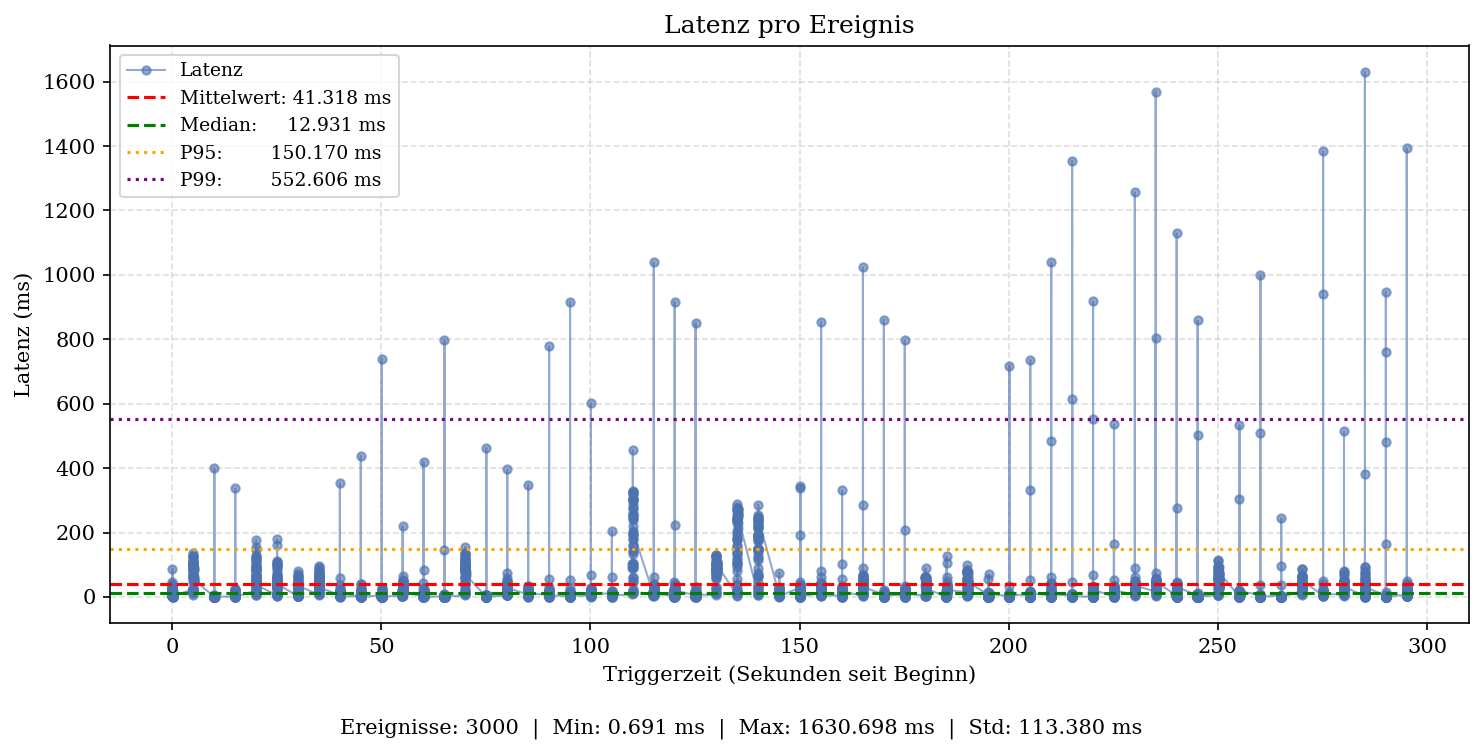 Latenz pro Ereignis
Latenz
Mittelwert: 41.318 ms
Median: 12.931 ms
P95: 150.170 ms
P99: 552.606 ms
1600
1400
1200
1000
800
600
400
200
0
Latenz (ms)
0 50 100 150 200 250 300
Triggerzeit (Sekunden seit Beginn)
Ereignisse: 3000 | Min: 0.691 ms | Max: 1630.698 ms | Std: 113.380 ms